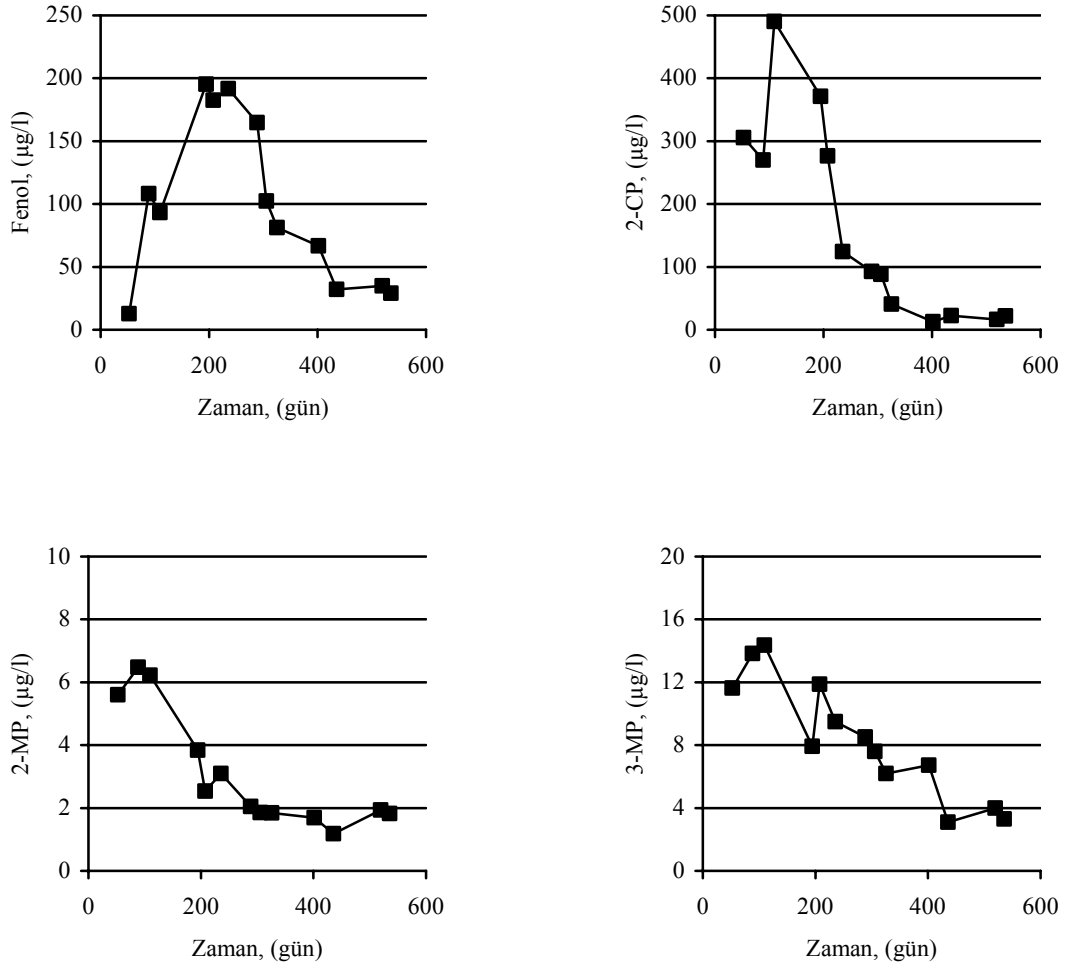 Fenol, (µg/l)
250
200
150
100
50
0
0 200 400 600
Zaman, (gün)
2-CP, (µg/l)
500
400
300
200
100
0
0 200 400 600
Zaman, (gün)
2-MP, (µg/l)
10
8
6
4
2
0
0 200 400 600
Zaman, (gün)
3-MP, (µg/l)
20
16
12
8
4
0
0 200 400 600
Zaman, (gün)